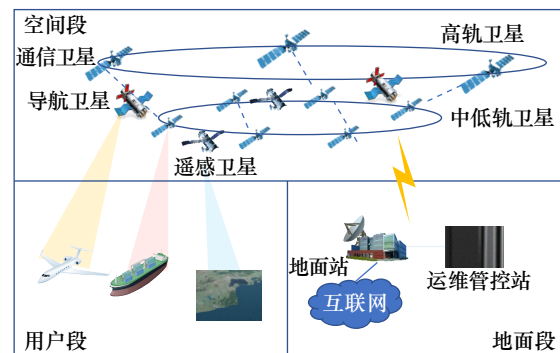 空间段
通信卫星
高轨卫星
导航卫星
中低轨卫星
遥感卫星
地面站
运维管控站
互联网
用户段
地面段